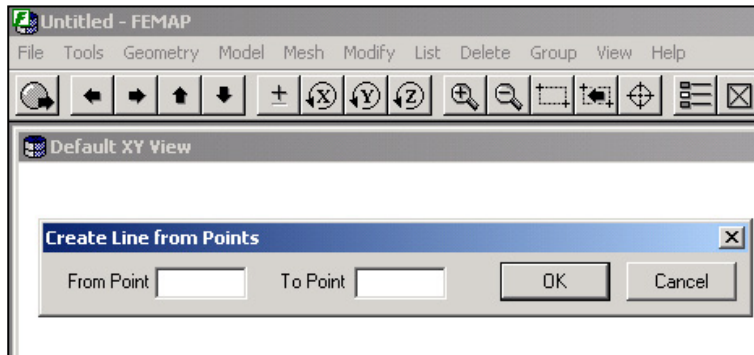 Untitled - FEMAP
File Tools Geometry Model Mesh Modify List Delete Group View Help
± X Y Z
Default XY View
Create Line from Points
From Point To Point OK Cancel